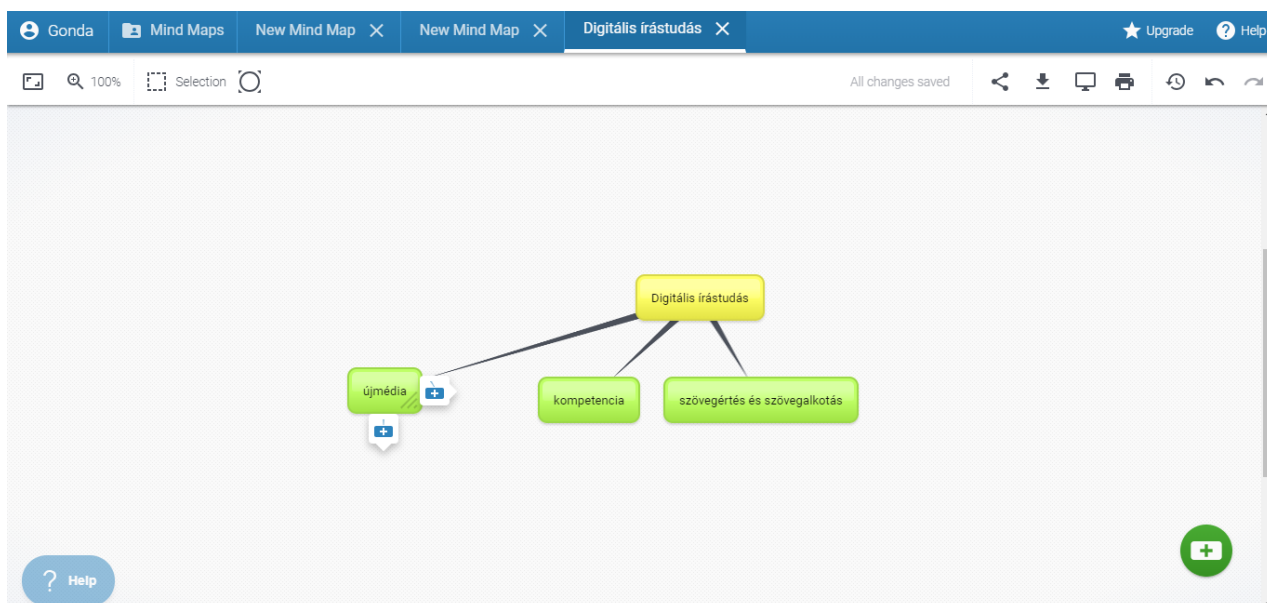 Gonda Mind Maps New Mind Map New Mind Map Digitális írástudás Upgrade Help
100% Selection All changes saved
Digitális írástudás
újmédia
kompetencia
szövegértés és szövegalkotás
? Help